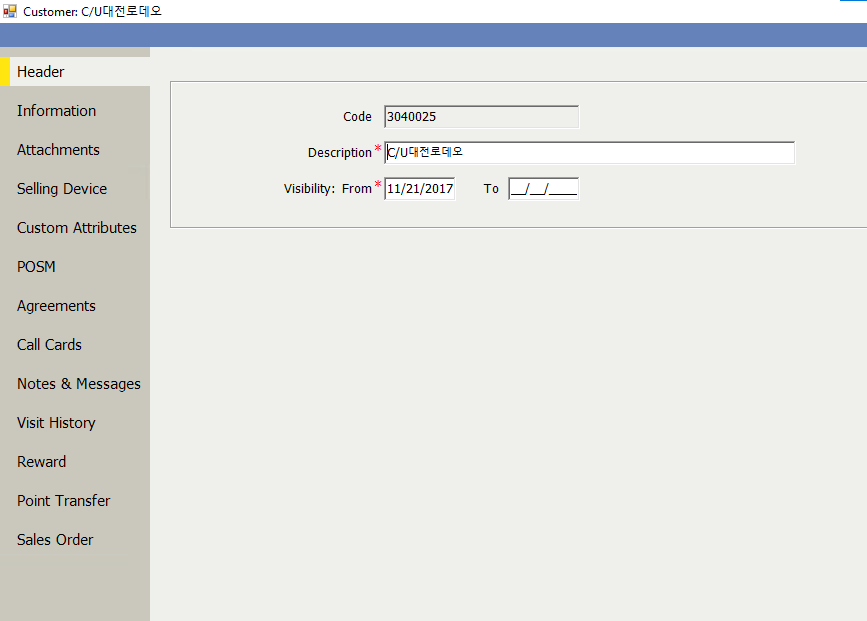 Customer: C/U대전로데오
Header
Information
Attachments
Selling Device
Custom Attributes
POSM
Agreements
Call Cards
Notes & Messages
Visit History
Reward
Point Transfer
Sales Order
Code 3040025
Description * C/U대전로데오
Visibility: From * 11/21/2017 To __/__/____